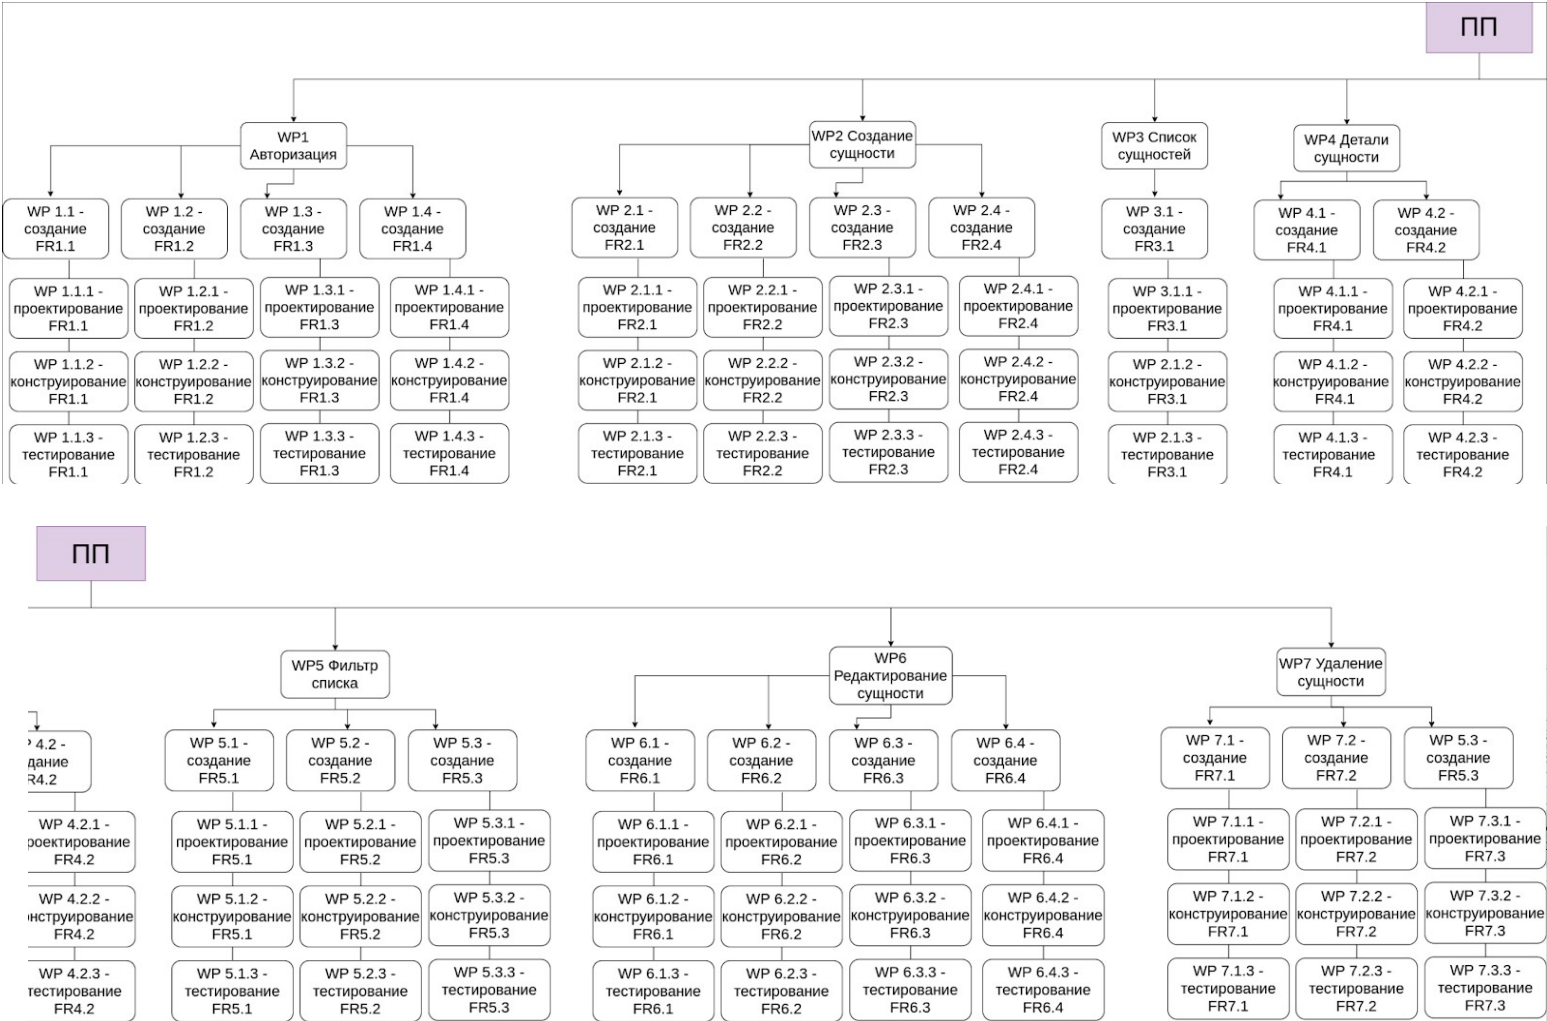 ПП
WP1
Авторизация
WP2 Создание
сущности
WP3 Список
сущностей
WP4 Детали
сущности
WP 1.1 -
создание
FR1.1
WP 1.2 -
создание
FR1.2
WP 1.3 -
создание
FR1.3
WP 1.4 -
создание
FR1.4
WP 2.1 -
создание
FR2.1
WP 2.2 -
создание
FR2.2
WP 2.3 -
создание
FR2.3
WP 2.4 -
создание
FR2.4
WP 3.1 -
создание
FR3.1
WP 4.1 -
создание
FR4.1
WP 4.2 -
создание
FR4.2
WP 1.1.1 -
проектирование
FR1.1
WP 1.2.1 -
проектирование
FR1.2
WP 1.3.1 -
проектирование
FR1.3
WP 1.4.1 -
проектирование
FR1.4
WP 2.1.1 -
проектирование
FR2.1
WP 2.2.1 -
проектирование
FR2.2
WP 2.3.1 -
проектирование
FR2.3
WP 2.4.1 -
проектирование
FR2.4
WP 3.1.1 -
проектирование
FR3.1
WP 4.1.1 -
проектирование
FR4.1
WP 4.2.1 -
проектирование
FR4.2
WP 1.1.2 -
конструирование
FR1.1
WP 1.2.2 -
конструирование
FR1.2
WP 1.3.2 -
конструирование
FR1.3
WP 1.4.2 -
конструирование
FR1.4
WP 2.1.2 -
конструирование
FR2.1
WP 2.2.2 -
конструирование
FR2.2
WP 2.3.2 -
конструирование
FR2.3
WP 2.4.2 -
конструирование
FR2.4
WP 2.1.2 -
конструирование
FR3.1
WP 4.1.2 -
конструирование
FR4.1
WP 4.2.2 -
конструирование
FR4.2
WP 1.1.3 -
тестирование
FR1.1
WP 1.2.3 -
тестирование
FR1.2
WP 1.3.3 -
тестирование
FR1.3
WP 1.4.3 -
тестирование
FR1.4
WP 2.1.3 -
тестирование
FR2.1
WP 2.2.3 -
тестирование
FR2.2
WP 2.3.3 -
тестирование
FR2.3
WP 2.4.3 -
тестирование
FR2.4
WP 2.1.3 -
тестирование
FR3.1
WP 4.1.3 -
тестирование
FR4.1
WP 4.2.3 -
тестирование
FR4.2
ПП
WP5 Фильтр
списка
WP6
Редактирование
сущности
WP7 Удаление
сущности
4.2 -
дание
R4.2
WP 5.1 -
создание
FR5.1
WP 5.2 -
создание
FR5.2
WP 5.3 -
создание
FR5.3
WP 6.1 -
создание
FR6.1
WP 6.2 -
создание
FR6.2
WP 6.3 -
создание
FR6.3
WP 6.4 -
создание
FR6.4
WP 7.1 -
создание
FR7.1
WP 7.2 -
создание
FR7.2
WP 5.3 -
создание
FR5.3
WP 4.2.1 -
роектирование
FR4.2
WP 5.1.1 -
проектирование
FR5.1
WP 5.2.1 -
проектирование
FR5.2
WP 5.3.1 -
проектирование
FR5.3
WP 6.1.1 -
проектирование
FR6.1
WP 6.2.1 -
проектирование
FR6.2
WP 6.3.1 -
проектирование
FR6.3
WP 6.4.1 -
проектирование
FR6.4
WP 7.1.1 -
проектирование
FR7.1
WP 7.2.1 -
проектирование
FR7.2
WP 7.3.1 -
проектирование
FR7.3
WP 4.2.2 -
онструирование
FR4.2
WP 5.1.2 -
конструирование
FR5.1
WP 5.2.2 -
конструирование
FR5.2
WP 5.3.2 -
конструирование
FR5.3
WP 6.1.2 -
конструирование
FR6.1
WP 6.2.2 -
конструирование
FR6.2
WP 6.3.2 -
конструирование
FR6.3
WP 6.4.2 -
конструирование
FR6.4
WP 7.1.2 -
конструирование
FR7.1
WP 7.2.2 -
конструирование
FR7.2
WP 7.3.2 -
конструирование
FR7.3
WP 4.2.3 -
тестирование
FR4.2
WP 5.1.3 -
тестирование
FR5.1
WP 5.2.3 -
тестирование
FR5.2
WP 5.3.3 -
тестирование
FR5.3
WP 6.1.3 -
тестирование
FR6.1
WP 6.2.3 -
тестирование
FR6.2
WP 6.3.3 -
тестирование
FR6.3
WP 6.4.3 -
тестирование
FR6.4
WP 7.1.3 -
тестирование
FR7.1
WP 7.2.3 -
тестирование
FR7.2
WP 7.3.3 -
тестирование
FR7.3